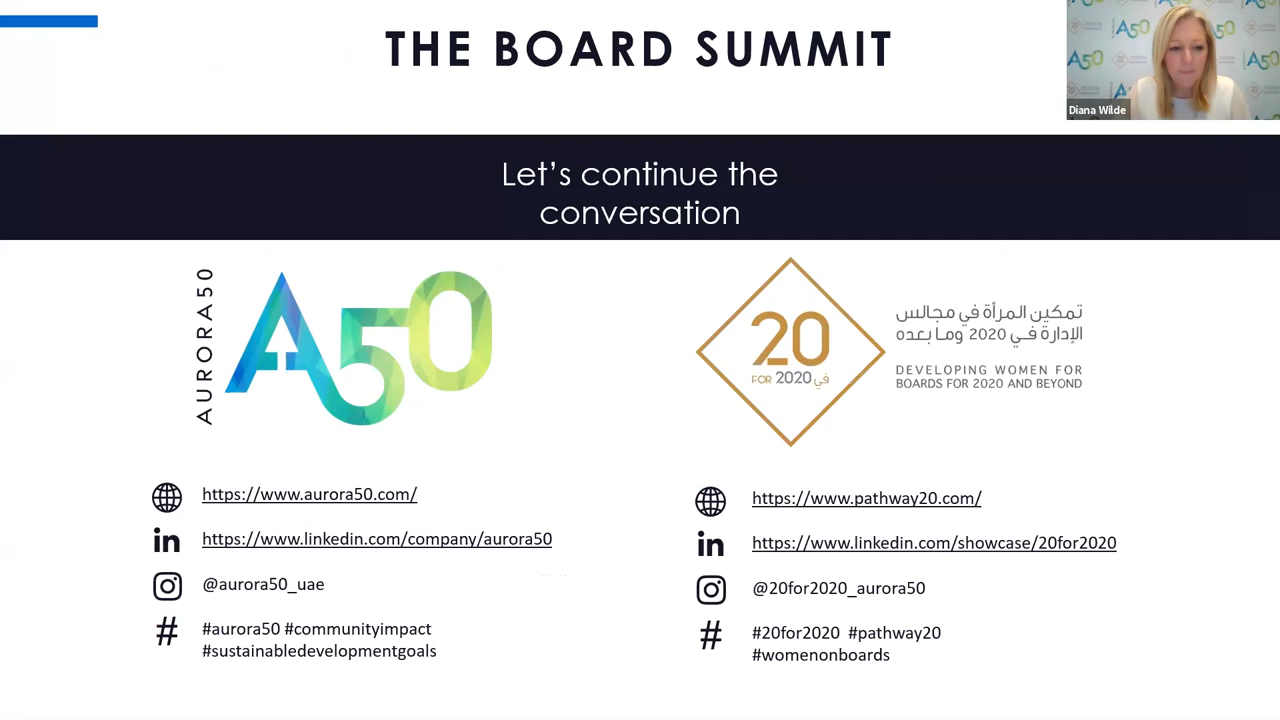 THE BOARD SUMMIT
Diana Wilde
Let's continue the
conversation
AURORA50
A50
20
FOR 2020 في
تمكين المرأة في مجالس
الإدارة في 2020 وما بعده
DEVELOPING WOMEN FOR
BOARDS FOR 2020 AND BEYOND
https://www.aurora50.com/
in https://www.linkedin.com/company/aurora50
@aurora50_uae
# #aurora50 #communityimpact
#sustainabledevelopmentgoals
https://www.pathway20.com/
in https://www.linkedin.com/showcase/20for2020
@20for2020_aurora50
# #20for2020 #pathway20
#womenonboards